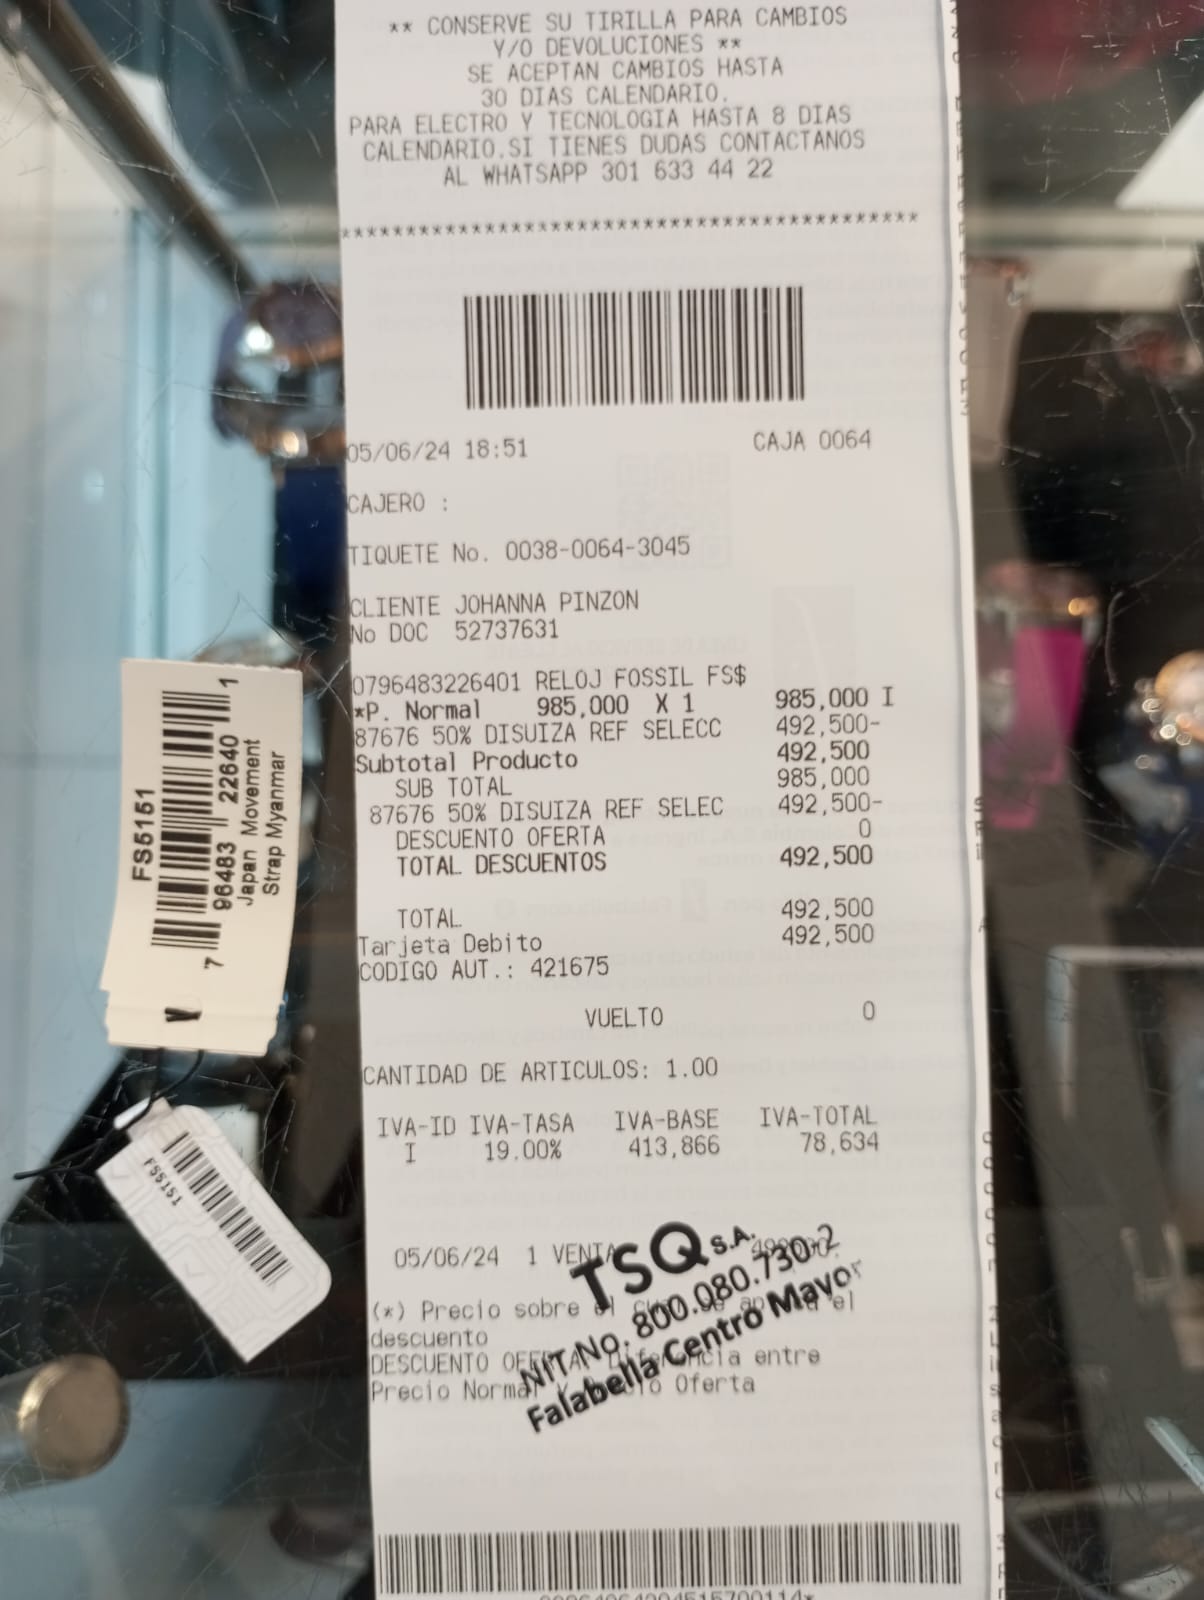 ** CONSERVE SU TIRILLA PARA CAMBIOS
Y/O DEVOLUCIONES **
SE ACEPTAN CAMBIOS HASTA
30 DIAS CALENDARIO.
PARA ELECTRO Y TECNOLOGIA HASTA 8 DIAS
CALENDARIO.SI TIENES DUDAS CONTACTANOS
AL WHATSAPP 301 633 44 22
********************************************
05/06/24 18:51 CAJA 0064
CAJERO :
TIQUETE No. 0038-0064-3045
CLIENTE JOHANNA PINZON
No DOC 52737631
0796483226401 RELOJ FOSSIL FS$
*P. Normal 985,000 X 1 985,000 I
87676 50% DISUIZA REF SELECC 492,500-
Subtotal Producto 492,500
SUB TOTAL 985,000
87676 50% DISUIZA REF SELEC 492,500-
DESCUENTO OFERTA 0
TOTAL DESCUENTOS 492,500
TOTAL 492,500
Tarjeta Debito 492,500
CODIGO AUT.: 421675
VUELTO 0
CANTIDAD DE ARTICULOS: 1.00
IVA-ID IVA-TASA IVA-BASE IVA-TOTAL
I 19.00% 413,866 78,634
05/06/24 1 VENTA
(*) Precio sobre el
descuento
DESCUENTO OFERTA: Diferencia entre
Precio Normal y Oferta
TSQ S.A.
NIT No. 800.080.730-2
Falabella Centro Mayor
FS5151
7 96483 22640 1
Japan Movement
Strap Myanmar
FS5151